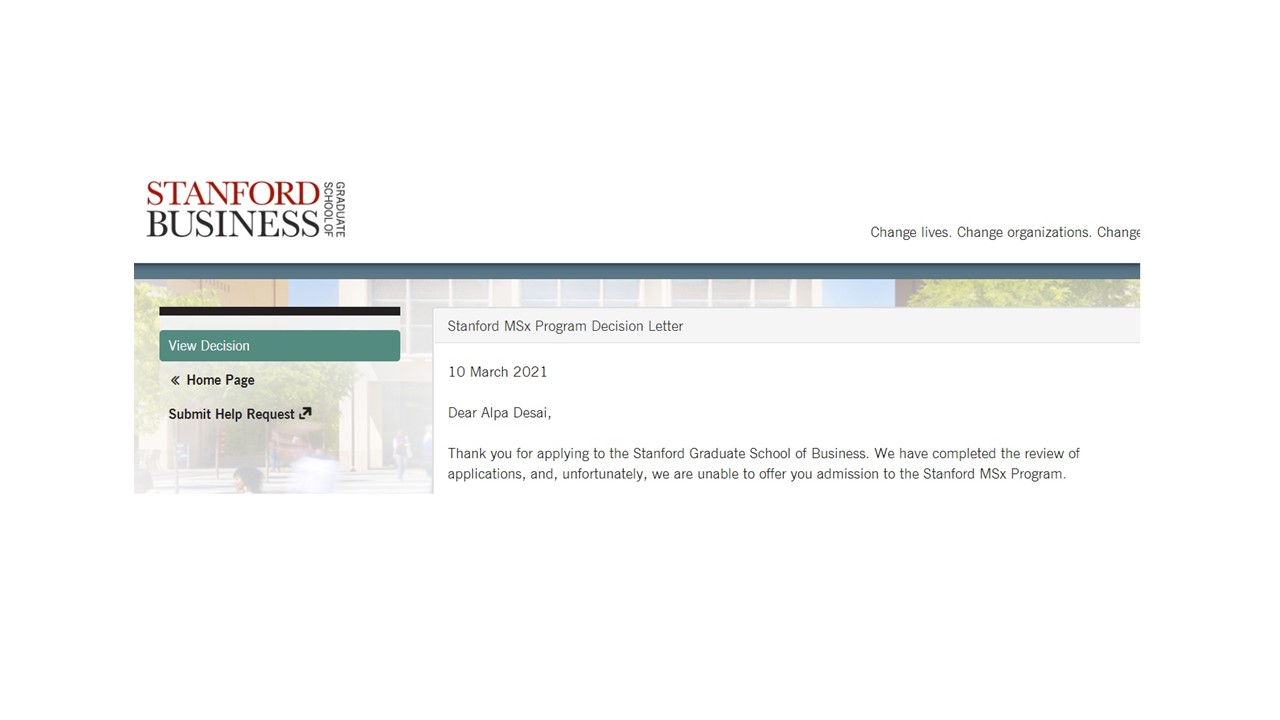 STANFORD
BUSINESS
GRADUATE
SCHOOL OF
Change lives. Change organizations. Change
View Decision
« Home Page
Submit Help Request
Stanford MSx Program Decision Letter
10 March 2021
Dear Alpa Desai,
Thank you for applying to the Stanford Graduate School of Business. We have completed the review of
applications, and, unfortunately, we are unable to offer you admission to the Stanford MSx Program.